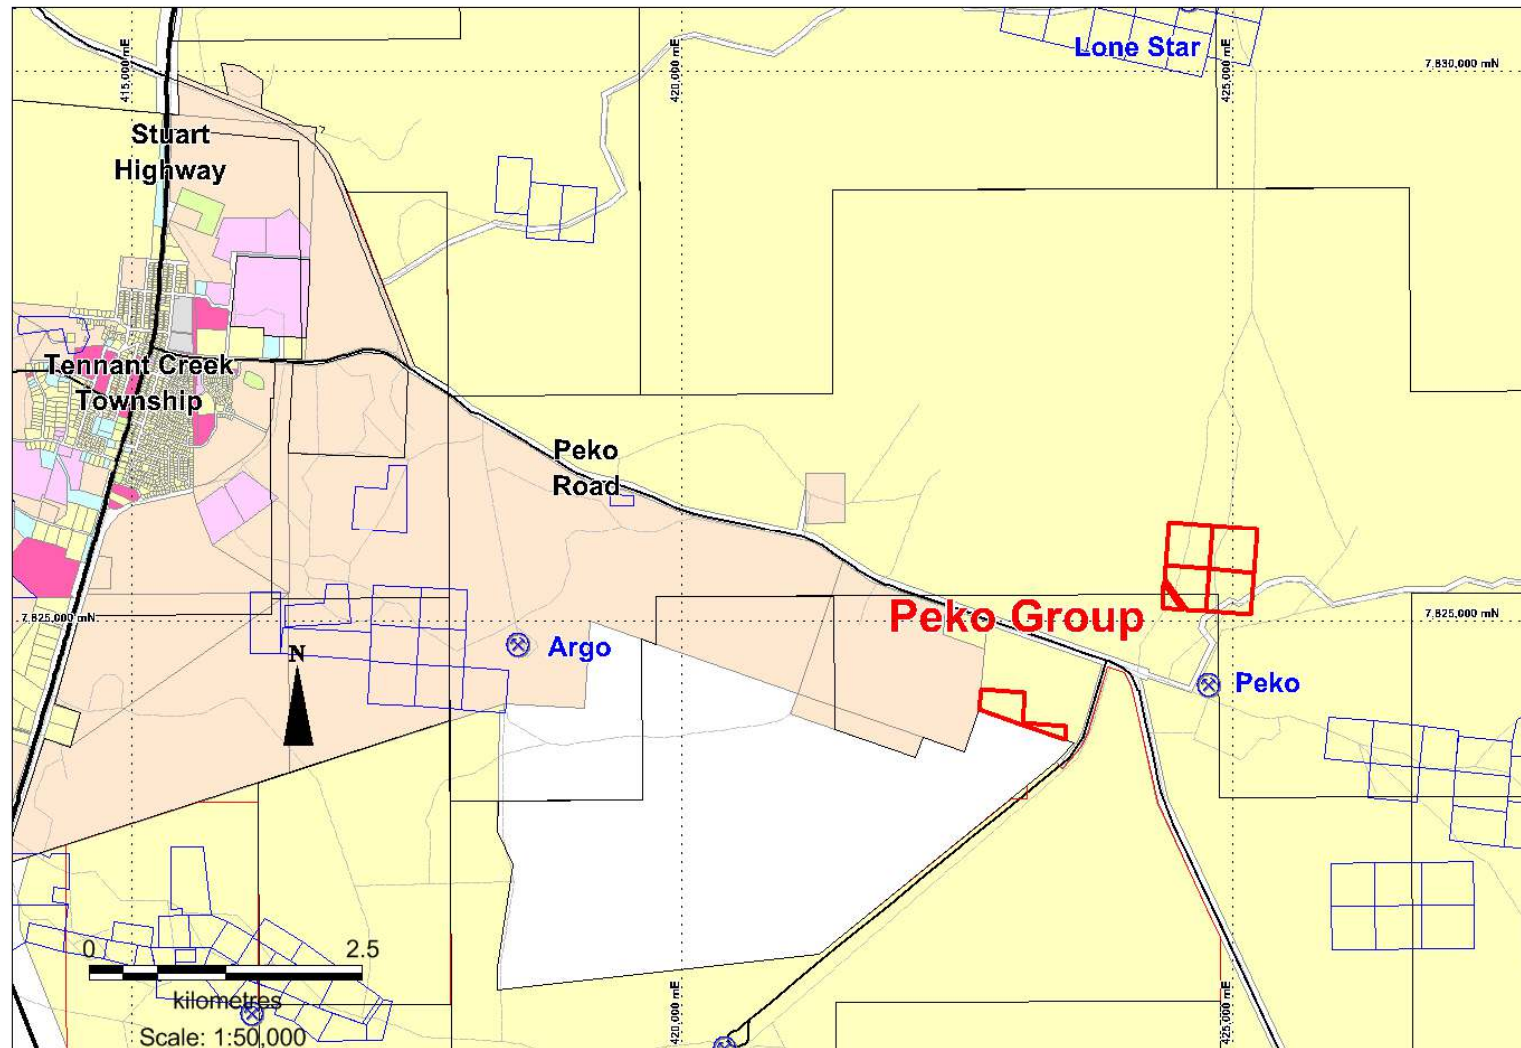 415,000 mE
420,000 mE
425,000 mE
Lone Star
7,830,000 mN
Stuart
Highway
Tennant Creek
Township
Peko
Road
7,825,000 mN
7,825,000 mN
Peko Group
N
Argo
Peko
0
2.5
kilometres
Scale: 1:50,000
420,000 mE
425,000 mE